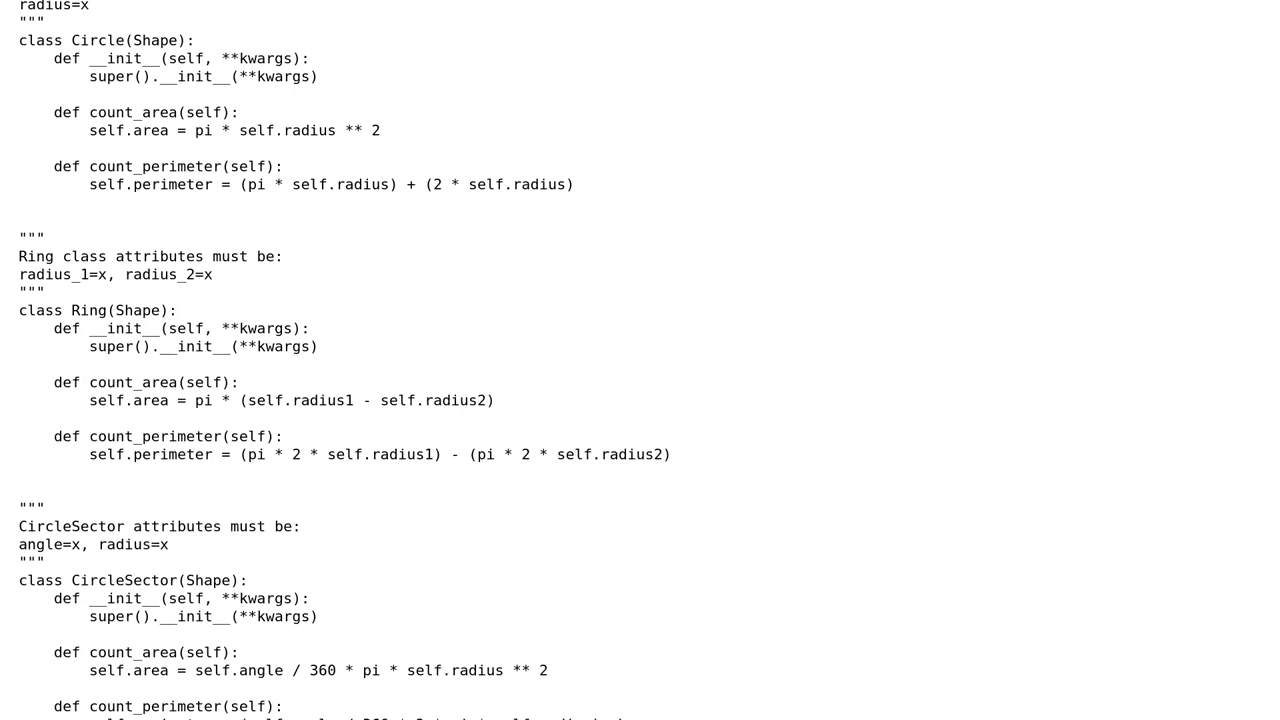 radius=x
"""
class Circle(Shape):
    def __init__(self, **kwargs):
        super().__init__(**kwargs)

    def count_area(self):
        self.area = pi * self.radius ** 2

    def count_perimeter(self):
        self.perimeter = (pi * self.radius) + (2 * self.radius)


"""
Ring class attributes must be:
radius_1=x, radius_2=x
"""
class Ring(Shape):
    def __init__(self, **kwargs):
        super().__init__(**kwargs)

    def count_area(self):
        self.area = pi * (self.radius1 - self.radius2)

    def count_perimeter(self):
        self.perimeter = (pi * 2 * self.radius1) - (pi * 2 * self.radius2)


"""
CircleSector attributes must be:
angle=x, radius=x
"""
class CircleSector(Shape):
    def __init__(self, **kwargs):
        super().__init__(**kwargs)

    def count_area(self):
        self.area = self.angle / 360 * pi * self.radius ** 2

    def count_perimeter(self):